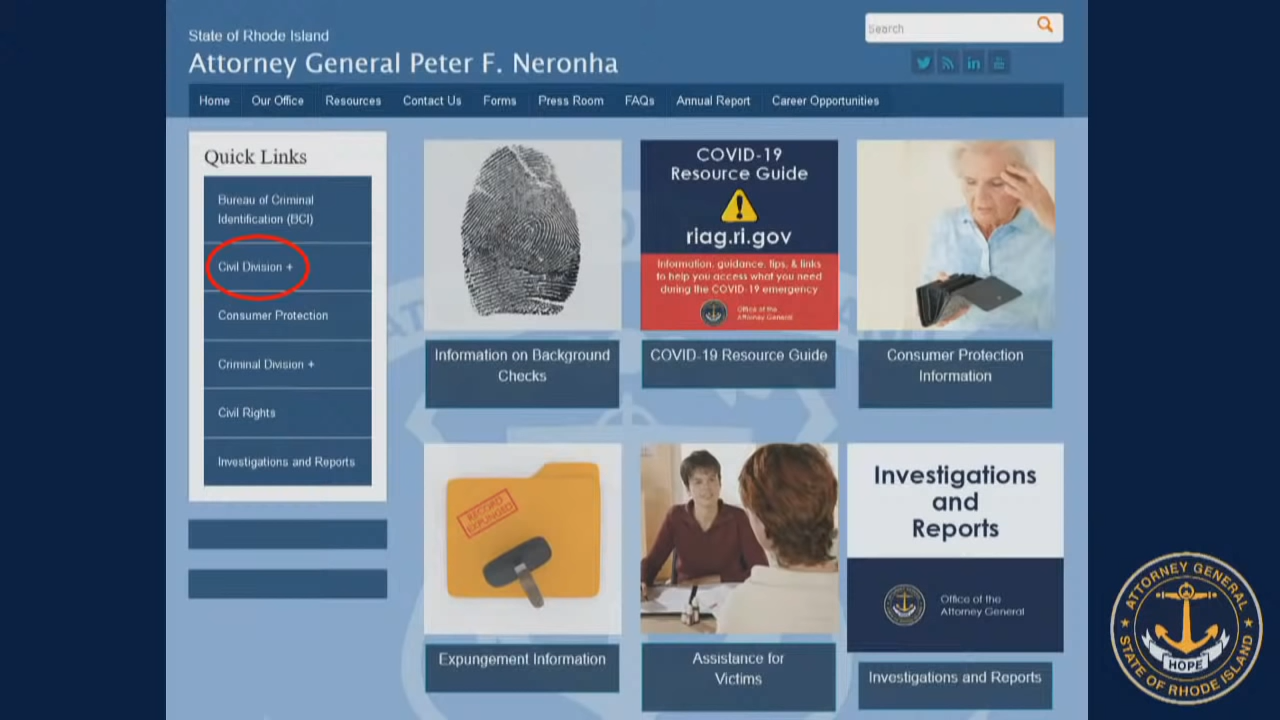 State of Rhode Island
Attorney General Peter F. Neronha
Search
Home Our Office Resources Contact Us Forms Press Room FAQs Annual Report Career Opportunities
Quick Links
Bureau of Criminal
Identification (BCI)
Civil Division +
Consumer Protection
Criminal Division +
Civil Rights
Investigations and Reports
COVID-19
Resource Guide
riag.ri.gov
Information, guidance, tips, & links
to help you access what you need
during the COVID-19 emergency
Office of the
Attorney General
Information on Background
Checks
COVID-19 Resource Guide
Consumer Protection
Information
RECORD
EXPUNGED
Investigations
and
Reports
Office of the
Attorney General
Expungement Information
Assistance for
Victims
Investigations and Reports
ATTORNEY GENERAL
HOPE
STATE OF RHODE ISLAND